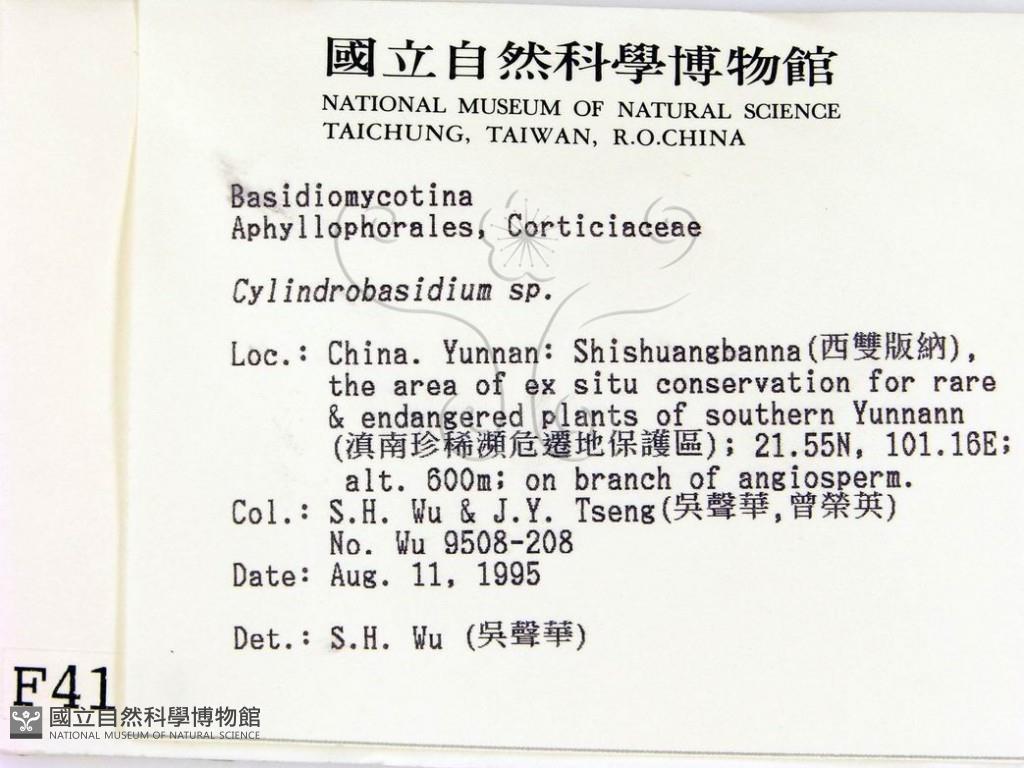 國立自然科學博物館
NATIONAL MUSEUM OF NATURAL SCIENCE
TAICHUNG, TAIWAN, R.O.CHINA
Basidiomycotina
Aphyllophorales, Corticiaceae
Cylindrobasidium sp.
Loc.: China. Yunnan: Shishuangbanna(西雙版納),
the area of ex situ conservation for rare
& endangered plants of southern Yunnann
(滇南珍稀瀕危遷地保護區); 21.55N, 101.16E;
alt. 600m; on branch of angiosperm.
Col.: S.H. Wu & J.Y. Tseng(吳聲華,曾榮英)
No. Wu 9508-208
Date: Aug. 11, 1995
Det.: S.H. Wu (吳聲華)
F41
國立自然科學博物館
NATIONAL MUSEUM OF NATURAL SCIENCE